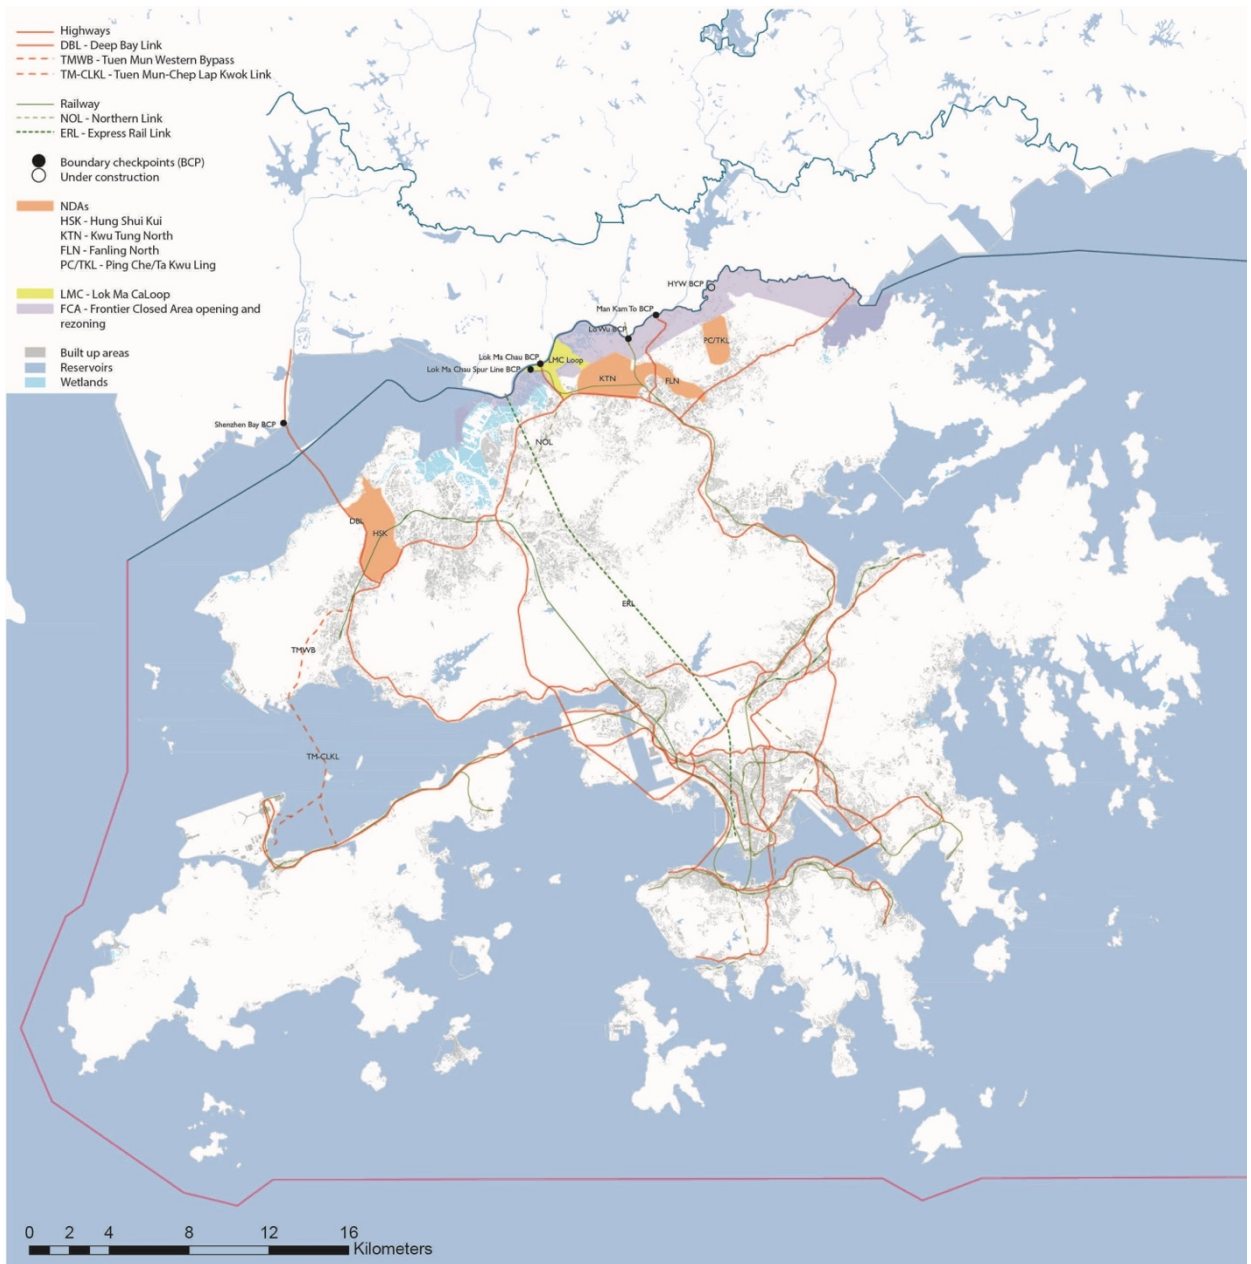 Highways
DBL - Deep Bay Link
TMWB - Tuen Mun Western Bypass
TM-CLKL - Tuen Mun-Chep Lap Kwok Link
Railway
NOL - Northern Link
ERL - Express Rail Link
Boundary checkpoints (BCP)
Under construction
NDAs
HSK - Hung Shui Kui
KTN - Kwu Tung North
FLN - Fanling North
PC/TKL - Ping Che/Ta Kwu Ling
LMC - Lok Ma CaLoop
FCA - Frontier Closed Area opening and
rezoning
Built up areas
Reservoirs
Wetlands
HYW BCP
Man Kam To BCP
Lo Wu BCP
PC/TKL
Lok Ma Chau BCP
LMC Loop
Lok Ma Chau Spur Line BCP
KTN
FLN
Shenzhen Bay BCP
NOL
DBL
HSK
ERL
TMWB
TM-CLKL
0 2 4 8 12 16
Kilometers